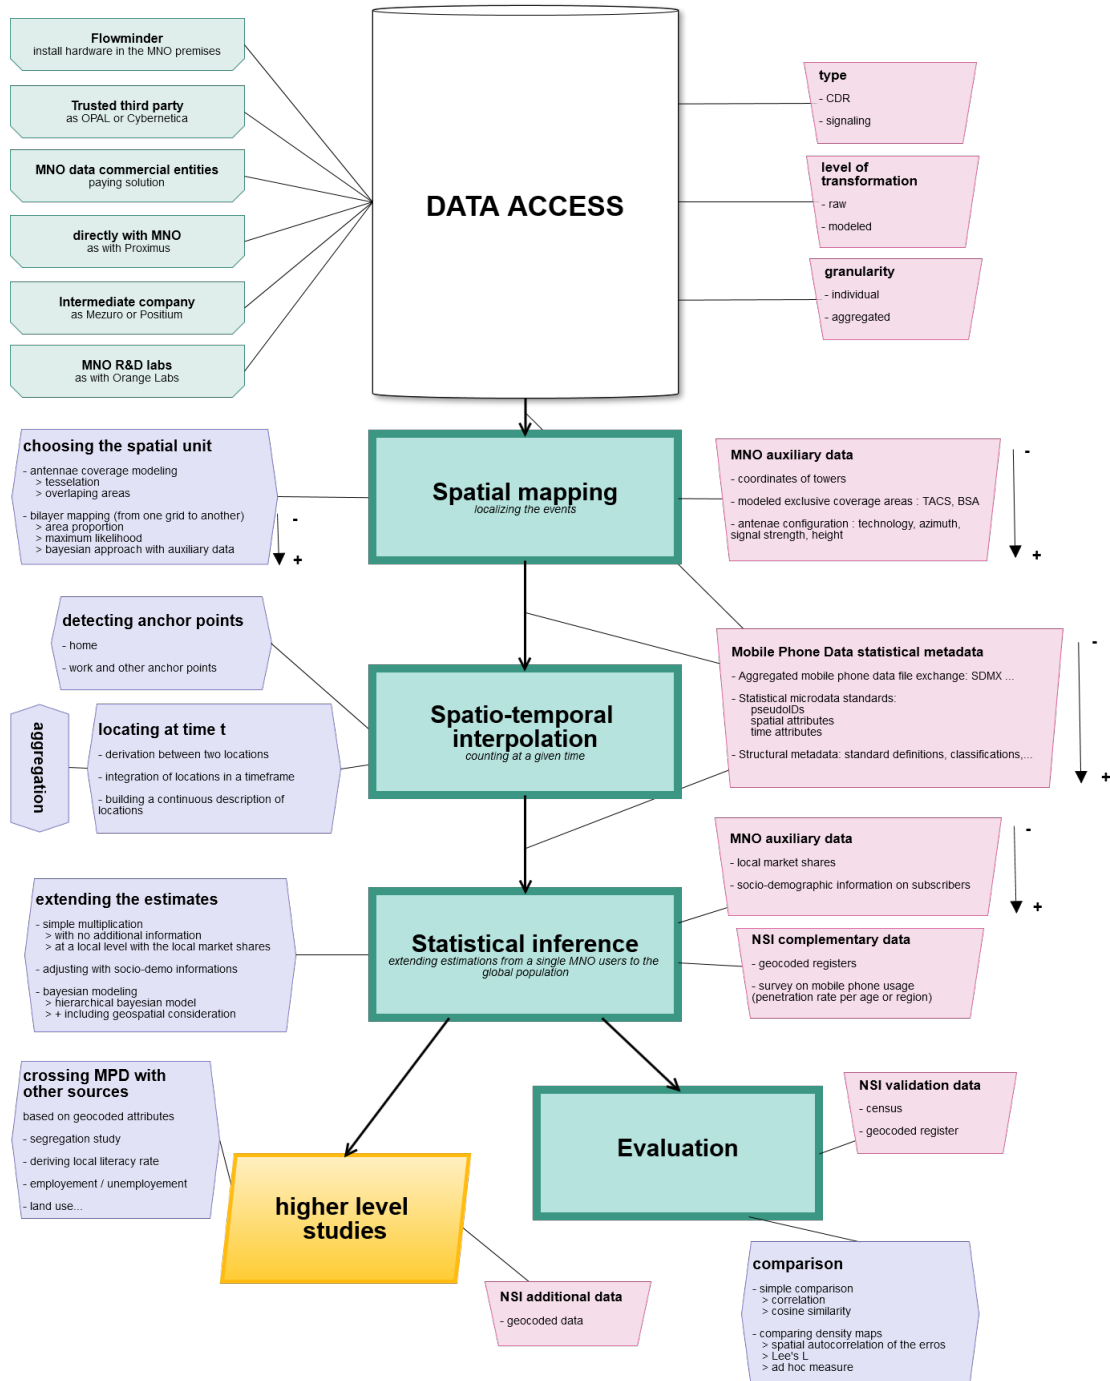 Flowminder
install hardware in the MNO premises
Trusted third party
as OPAL or Cybernetica
MNO data commercial entities
paying solution
directly with MNO
as with Proximus
Intermediate company
as Mezuro or Positium
MNO R&D labs
as with Orange Labs
DATA ACCESS
type
- CDR
- signaling
level of
transformation
- raw
- modeled
granularity
- individual
- aggregated
choosing the spatial unit
- antennae coverage modeling
> tesselation
> overlaping areas
- bilayer mapping (from one grid to another)
> area proportion
> maximum likelihood
> bayesian approach with auxiliary data
-
+
Spatial mapping
localizing the events
MNO auxiliary data
- coordinates of towers
- modeled exclusive coverage areas : TACS, BSA
- antenae configuration : technology, azimuth,
signal strength, height
-
+
detecting anchor points
- home
- work and other anchor points
aggregation
locating at time t
- derivation between two locations
- integration of locations in a timeframe
- building a continuous description of
locations
Spatio-temporal
interpolation
counting at a given time
Mobile Phone Data statistical metadata
- Aggregated mobile phone data file exchange: SDMX ...
- Statistical microdata standards:
pseudoIDs
spatial attributes
time attributes
- Structural metadata: standard definitions, classifications,...
-
+
MNO auxiliary data
- local market shares
- socio-demographic information on subscribers
-
+
extending the estimates
- simple multiplication
> with no additional information
> at a local level with the local market shares
- adjusting with socio-demo informations
- bayesian modeling
> hierarchical bayesian model
> + including geospatial consideration
Statistical inference
extending estimations from a single MNO users to the
global population
NSI complementary data
- geocoded registers
- survey on mobile phone usage
(penetration rate per age or region)
crossing MPD with
other sources
based on geocoded attributes
- segregation study
- deriving local literacy rate
- employement / unemployement
- land use...
higher level
studies
NSI additional data
- geocoded data
Evaluation
NSI validation data
- census
- geocoded register
comparison
- simple comparison
> correlation
> cosine similarity
- comparing density maps
> spatial autocorrelation of the erros
> Lee's L
> ad hoc measure